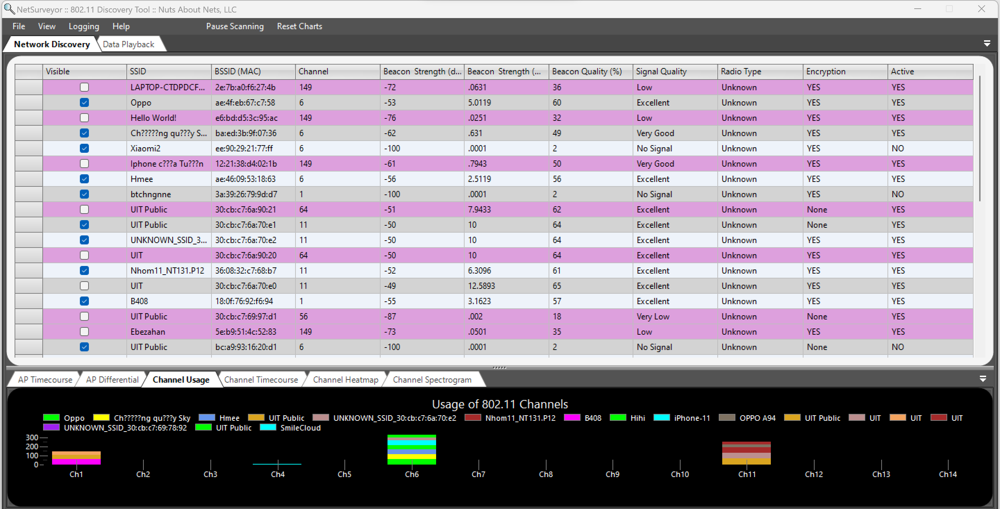 NetSurveyor :: 802.11 Discovery Tool :: Nuts About Nets, LLC
File View Logging Help Pause Scanning Reset Charts
Network Discovery Data Playback
Visible SSID BSSID (MAC) Channel Beacon Strength (d... Beacon Strength (... Beacon Quality (%) Signal Quality Radio Type Encryption Active
LAPTOP-CTDPDCF... 2e:7b:a0:f6:27:4b 149 -72 .0631 36 Low Unknown YES YES
Oppo ae:4f:eb:67:c7:58 6 -53 5.0119 60 Excellent Unknown YES YES
Hello World! e6:bd:d5:3c:95:ac 149 -76 .0251 32 Low Unknown YES YES
Ch?????ng qu???y S... ba:ed:3b:9f:07:36 6 -62 .631 49 Very Good Unknown YES YES
Xiaomi2 ee:90:29:21:77:ff 6 -100 .0001 2 No Signal Unknown YES NO
Iphone c???a Tu???n 12:21:38:d4:02:1b 149 -61 .7943 50 Very Good Unknown YES YES
Hmee ae:46:09:53:18:63 6 -56 2.5119 56 Excellent Unknown YES YES
btchngnne 3a:39:26:79:9d:d7 1 -100 .0001 2 No Signal Unknown YES NO
UIT Public 30:cb:c7:6a:90:21 64 -51 7.9433 62 Excellent Unknown None YES
UIT Public 30:cb:c7:6a:70:e1 11 -50 10 64 Excellent Unknown None YES
UNKNOWN_SSID_3... 30:cb:c7:6a:70:e2 11 -50 10 64 Excellent Unknown YES YES
UIT 30:cb:c7:6a:90:20 64 -50 10 64 Excellent Unknown YES YES
Nhom11_NT131.P12 36:08:32:c7:68:b7 11 -52 6.3096 61 Excellent Unknown YES YES
UIT 30:cb:c7:6a:70:e0 11 -49 12.5893 65 Excellent Unknown YES YES
B408 18:0f:76:92:f6:94 1 -55 3.1623 57 Excellent Unknown YES YES
UIT Public 30:cb:c7:69:97:d1 56 -87 .002 18 Very Low Unknown None YES
Ebezahan 5e:b9:51:4c:52:83 149 -73 .0501 35 Low Unknown YES YES
UIT Public bc:a9:93:16:20:d1 6 -100 .0001 2 No Signal Unknown None NO
AP Timecourse AP Differential Channel Usage Channel Timecourse Channel Heatmap Channel Spectrogram
Usage of 802.11 Channels
Oppo Ch?????ng qu???y Sky Hmee UIT Public UNKNOWN_SSID_30:cb:c7:6a:70:e2 Nhom11_NT131.P12 B408 Hihi iPhone-11 OPPO A94 UIT Public UIT UIT UIT
UNKNOWN_SSID_30:cb:c7:69:78:92 UIT Public SmileCloud
300
200
100
0
Ch1 Ch2 Ch3 Ch4 Ch5 Ch6 Ch7 Ch8 Ch9 Ch10 Ch11 Ch12 Ch13 Ch14